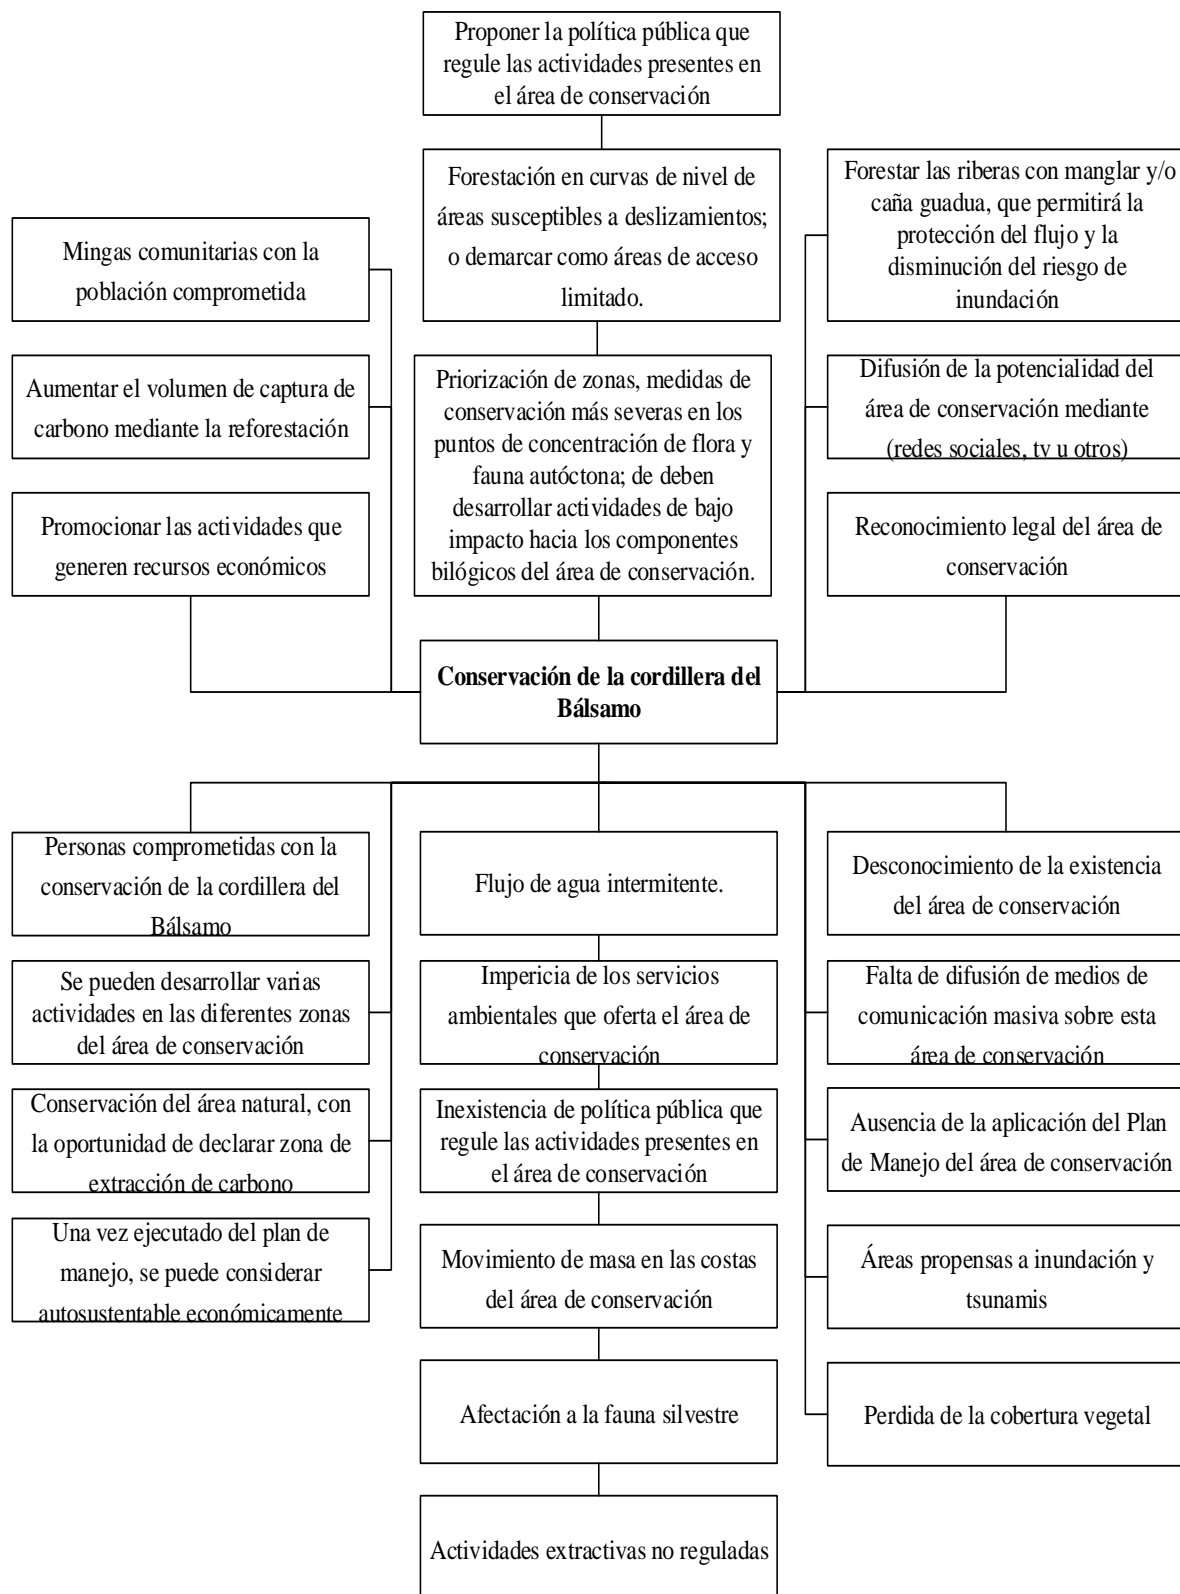 Proponer la política pública que
regule las actividades presentes en
el área de conservación
Forestación en curvas de nivel de
áreas susceptibles a deslizamientos;
o demarcar como áreas de acceso
limitado.
Forestar las riberas con manglar y/o
caña guadua, que permitirá la
protección del flujo y la
disminución del riesgo de
inundación
Mingas comunitarias con la
población comprometida
Aumentar el volumen de captura de
carbono mediante la reforestación
Priorización de zonas, medidas de
conservación más severas en los
puntos de concentración de flora y
fauna autóctona; de deben
desarrollar actividades de bajo
impacto hacia los componentes
bilógicos del área de conservación.
Difusión de la potencialidad del
área de conservación mediante
(redes sociales, tv u otros)
Promocionar las actividades que
generen recursos económicos
Reconocimiento legal del área de
conservación
Conservación de la cordillera del
Bálsamo
Personas comprometidas con la
conservación de la cordillera del
Bálsamo
Flujo de agua intermitente.
Desconocimiento de la existencia
del área de conservación
Se pueden desarrollar varias
actividades en las diferentes zonas
del área de conservación
Impericia de los servicios
ambientales que oferta el área de
conservación
Falta de difusión de medios de
comunicación masiva sobre esta
área de conservación
Conservación del área natural, con
la oportunidad de declarar zona de
extracción de carbono
Inexistencia de política pública que
regule las actividades presentes en
el área de conservación
Ausencia de la aplicación del Plan
de Manejo del área de conservación
Una vez ejecutado del plan de
manejo, se puede considerar
autosustentable económicamente
Movimiento de masa en las costas
del área de conservación
Áreas propensas a inundación y
tsunamis
Afectación a la fauna silvestre
Perdida de la cobertura vegetal
Actividades extractivas no reguladas